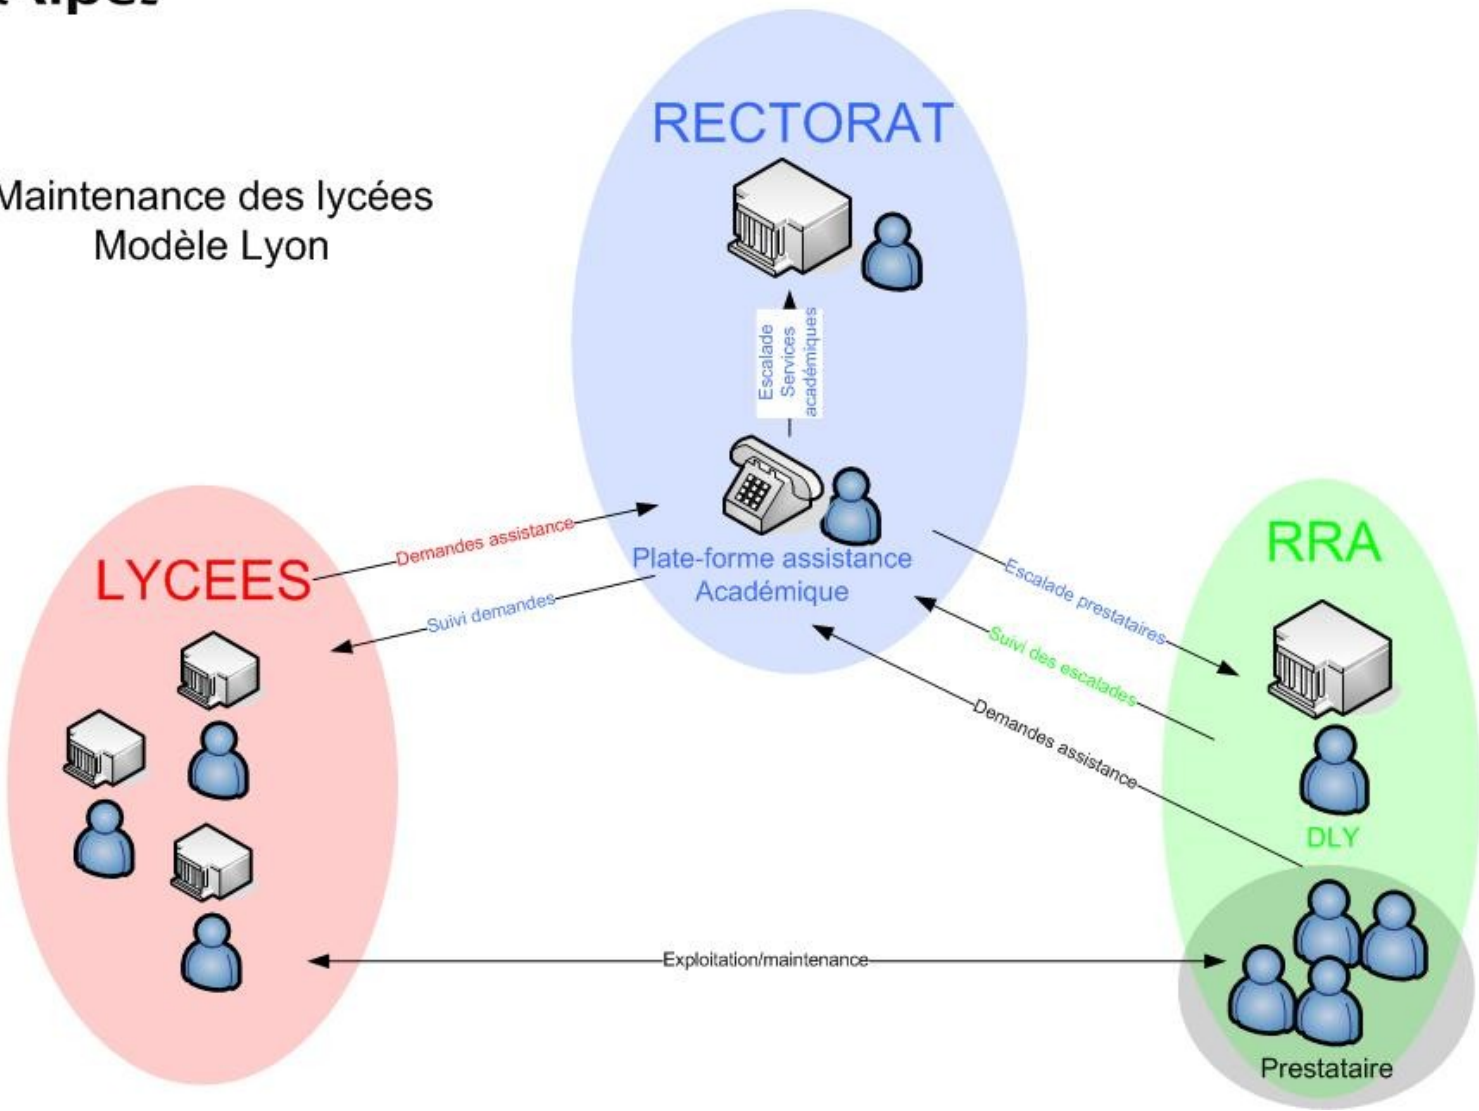 RECTORAT
Maintenance des lycées
Modèle Lyon
Escalade
Services
académiques
Demandes assistance
Plate-forme assistance
Académique
LYCEES
Suivi demandes
RRA
Escalade prestataires
Suivi des escalades
Demandes assistance
DLY
Exploitation/maintenance
Prestataire